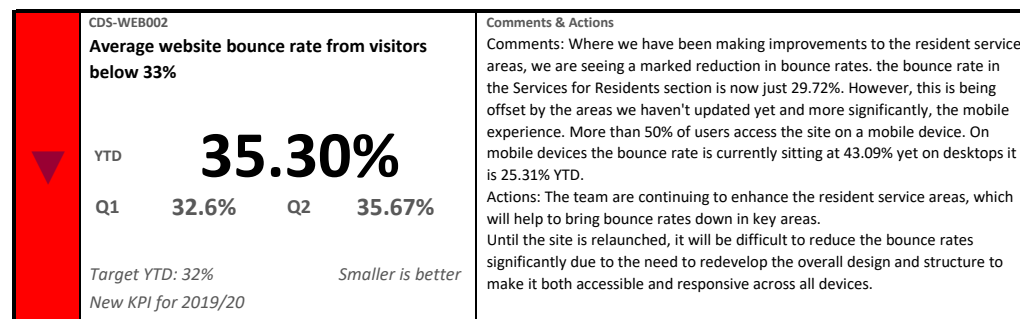 CDS-WEB002
Average website bounce rate from visitors
below 33%
YTD 35.30%
Q1 32.6% Q2 35.67%
Target YTD: 32% Smaller is better
New KPI for 2019/20
Comments & Actions
Comments: Where we have been making improvements to the resident service
areas, we are seeing a marked reduction in bounce rates. the bounce rate in
the Services for Residents section is now just 29.72%. However, this is being
offset by the areas we haven't updated yet and more significantly, the mobile
experience. More than 50% of users access the site on a mobile device. On
mobile devices the bounce rate is currently sitting at 43.09% yet on desktops it
is 25.31% YTD.
Actions: The team are continuing to enhance the resident service areas, which
will help to bring bounce rates down in key areas.
Until the site is relaunched, it will be difficult to reduce the bounce rates
significantly due to the need to redevelop the overall design and structure to
make it both accessible and responsive across all devices.